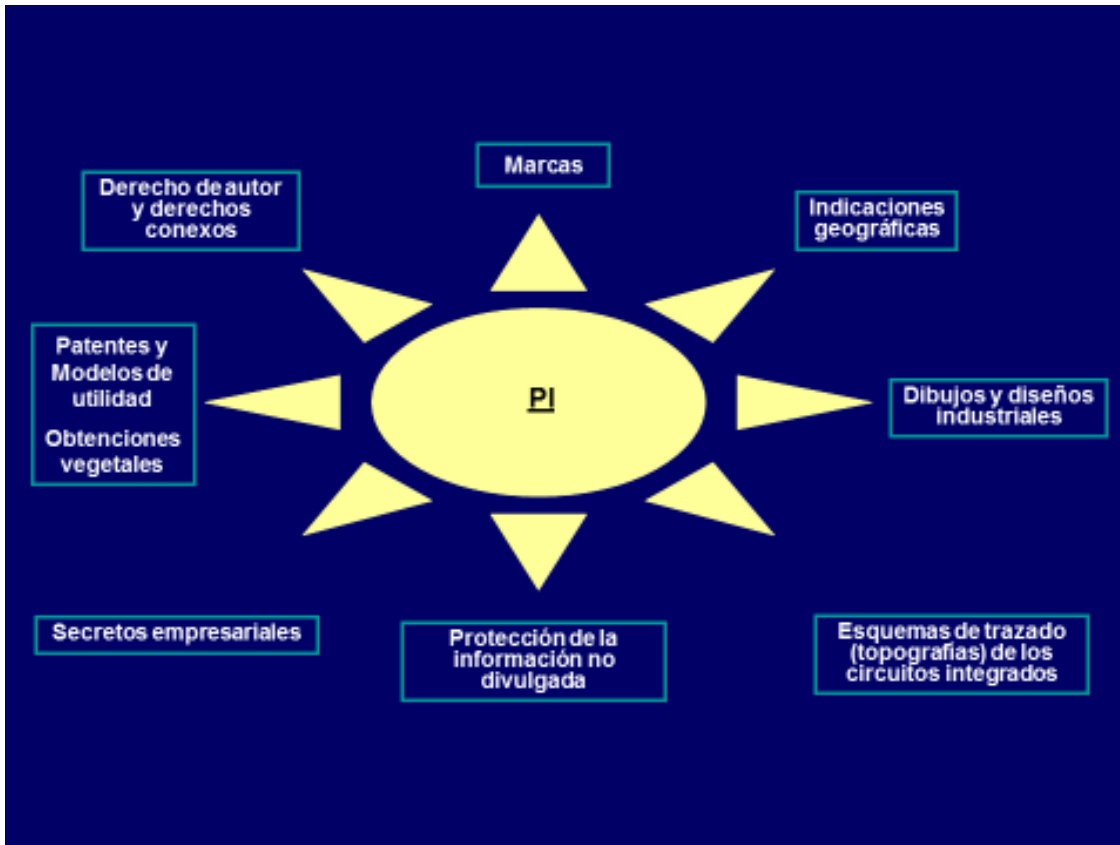 Marcas
Derecho de autor
y derechos
conexos
Indicaciones
geográficas
Patentes y
Modelos de
utilidad
Obtenciones
vegetales
PI
Dibujos y diseños
industriales
Secretos empresariales
Protección de la
información no
divulgada
Esquemas de trazado
(topografías) de los
circuitos integrados